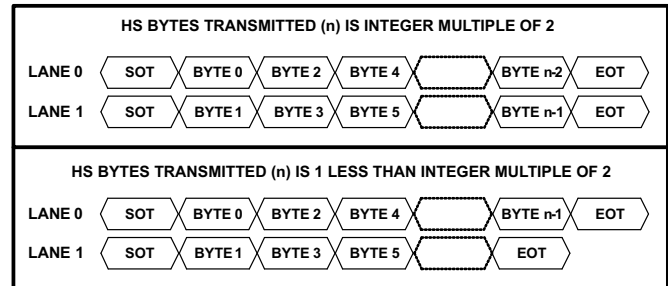 HS BYTES TRANSMITTED (n) IS INTEGER MULTIPLE OF 2
LANE 0 SOT BYTE 0 BYTE 2 BYTE 4 BYTE n-2 EOT
LANE 1 SOT BYTE 1 BYTE 3 BYTE 5 BYTE n-1 EOT
HS BYTES TRANSMITTED (n) IS 1 LESS THAN INTEGER MULTIPLE OF 2
LANE 0 SOT BYTE 0 BYTE 2 BYTE 4 BYTE n-1 EOT
LANE 1 SOT BYTE 1 BYTE 3 BYTE 5 EOT